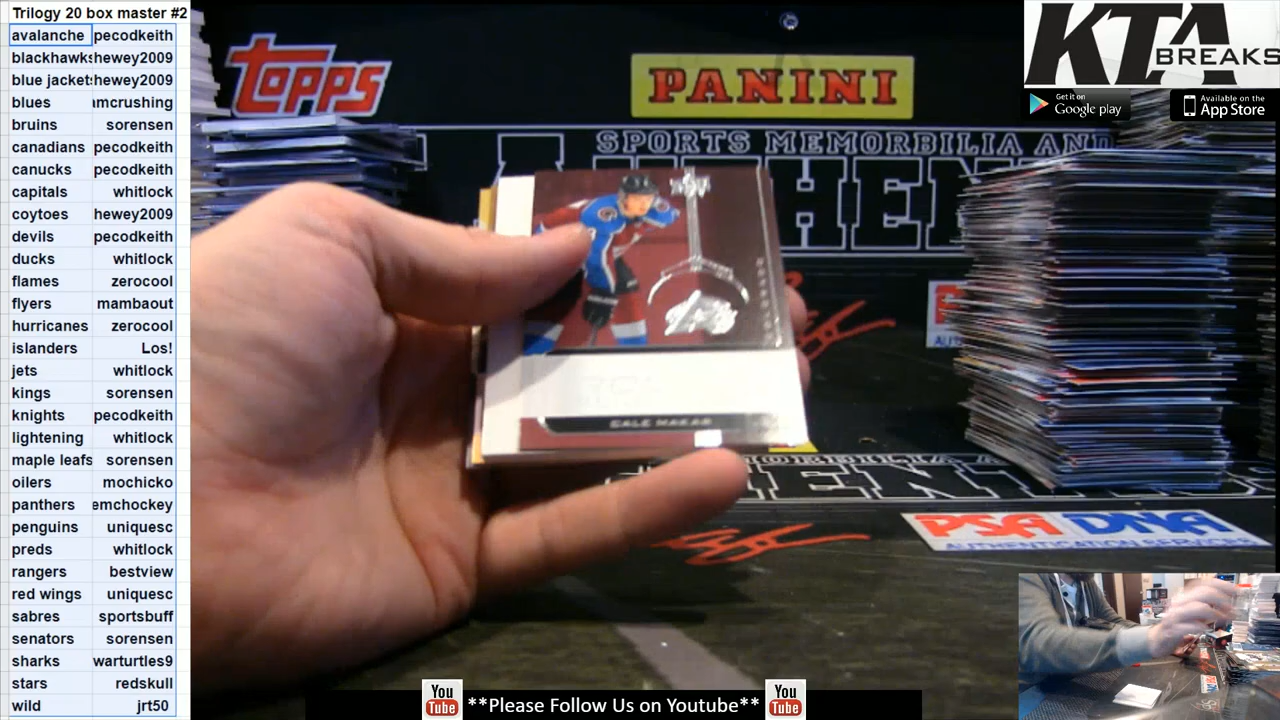 Trilogy 20 box master #2
avalanche pecodkeith
blackhawks hewey2009
blue jackets hewey2009
blues amcrushing
bruins sorensen
canadians pecodkeith
canucks pecodkeith
capitals whitlock
coytoes hewey2009
devils pecodkeith
ducks whitlock
flames zerocool
flyers mambaout
hurricanes zerocool
islanders Los!
jets whitlock
kings sorensen
knights pecodkeith
lightening whitlock
maple leafs sorensen
oilers mochicko
panthers emchockey
penguins uniquesc
preds whitlock
rangers bestview
red wings uniquesc
sabres sportsbuff
senators sorensen
sharks warturtles9
stars redskull
wild jrt50
TOPPS
PANINI
SPORTS MEMORBILIA AND
KTA
BREAKS
Get it on
Google play
Available on the
App Store
CALE MAKAR
PSA DNA
AUTHENTICATION SERVICES
You
Tube
**Please Follow Us on Youtube**
You
Tube